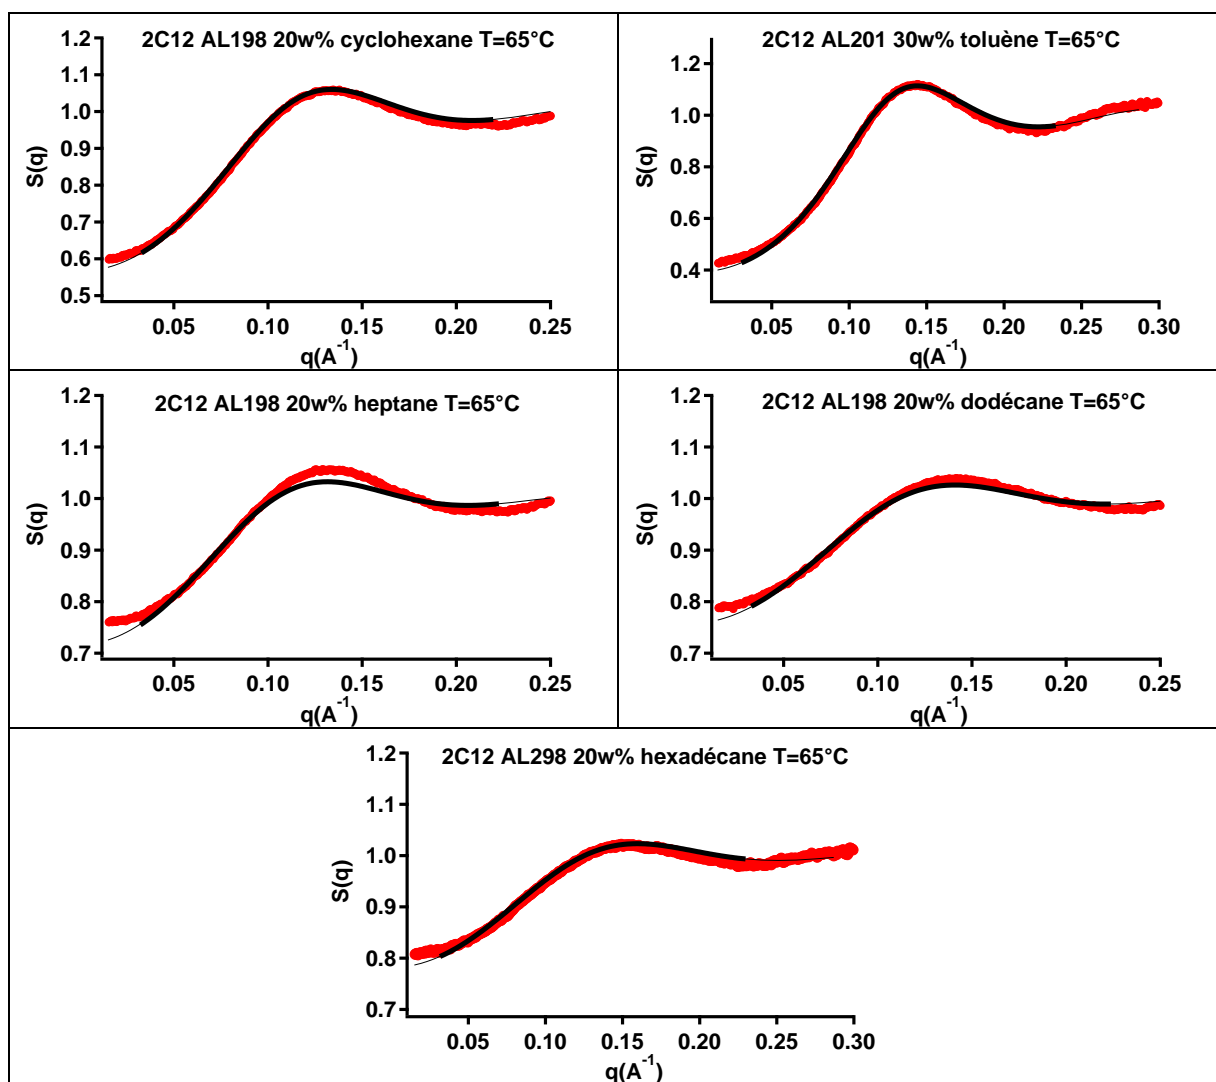 2C12 AL198 20w% cyclohexane T=65°C
1.2
1.1
1.0
0.9
0.8
0.7
0.6
0.5
S(q)
0.05 0.10 0.15 0.20 0.25
q(A⁻¹)
2C12 AL201 30w% toluène T=65°C
1.2
1.0
0.8
0.6
0.4
S(q)
0.05 0.10 0.15 0.20 0.25 0.30
q(A⁻¹)
2C12 AL198 20w% heptane T=65°C
1.2
1.1
1.0
0.9
0.8
0.7
S(q)
0.05 0.10 0.15 0.20 0.25
q(A⁻¹)
2C12 AL198 20w% dodécane T=65°C
1.2
1.1
1.0
0.9
0.8
0.7
S(q)
0.05 0.10 0.15 0.20 0.25
q(A⁻¹)
2C12 AL298 20w% hexadécane T=65°C
1.2
1.1
1.0
0.9
0.8
0.7
S(q)
0.05 0.10 0.15 0.20 0.25 0.30
q(A⁻¹)